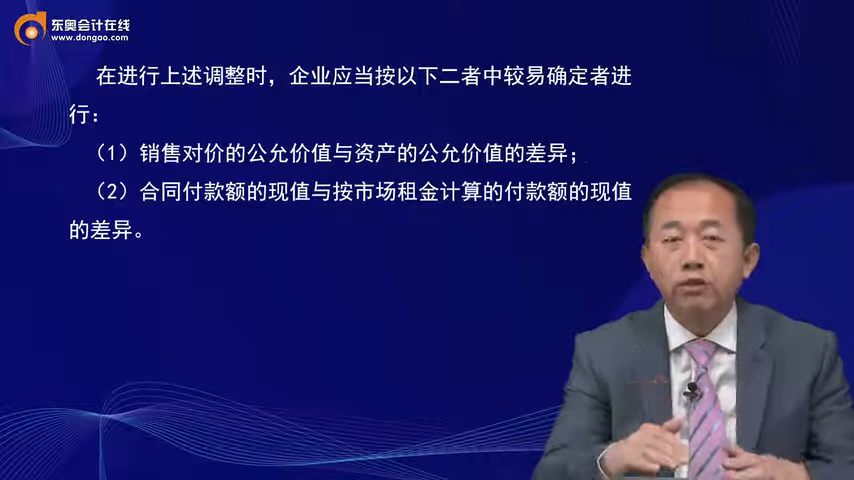 东奥会计在线
www.dongao.com
在进行上述调整时，企业应当按以下二者中较易确定者进
行：
（1）销售对价的公允价值与资产的公允价值的差异；
（2）合同付款额的现值与按市场租金计算的付款额的现值
的差异。